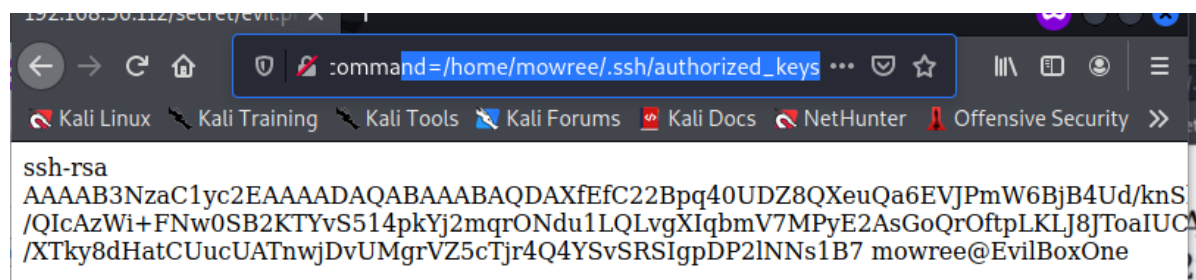 192.168.56.112/secret/evil.p
command=/home/mowree/.ssh/authorized_keys
Kali Linux Kali Training Kali Tools Kali Forums Kali Docs NetHunter Offensive Security
ssh-rsa
AAAAB3NzaC1yc2EAAAADAQABAAABAQDAXfEfC22Bpq40UDZ8QXeuQa6EVJPmW6BjB4Ud/knS
/QIcAzWi+FNw0SB2KTYvS514pkYj2mqrONdu1LQLvgXIqbmV7MPyE2AsGoQrOftpLKLJ8JToaIUC
/XTky8dHatCUucUATnwjDvUMgrVZ5cTjr4Q4YSvSRSIgpDP2lNNs1B7 mowree@EvilBoxOne